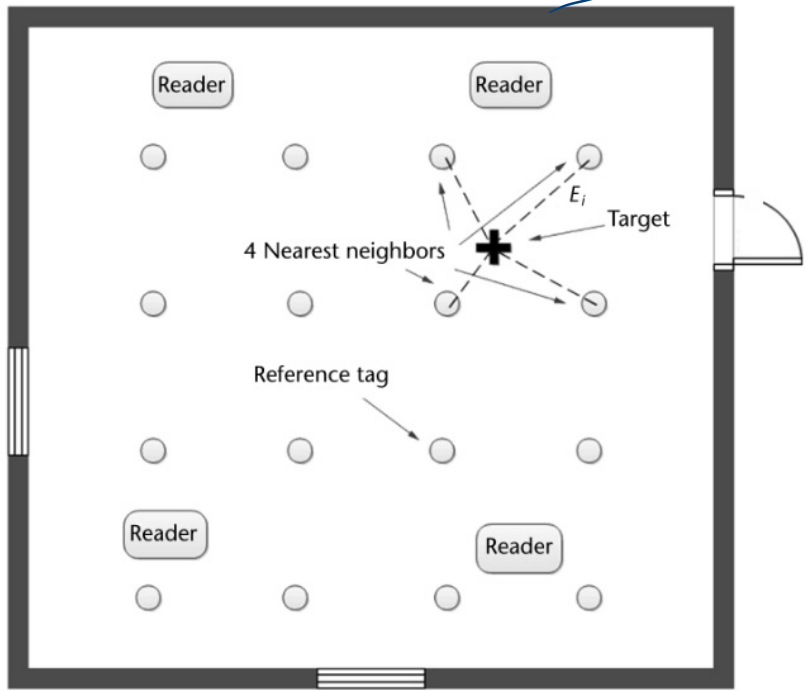 Reader
Reader
E_i
Target
4 Nearest neighbors
Reference tag
Reader
Reader